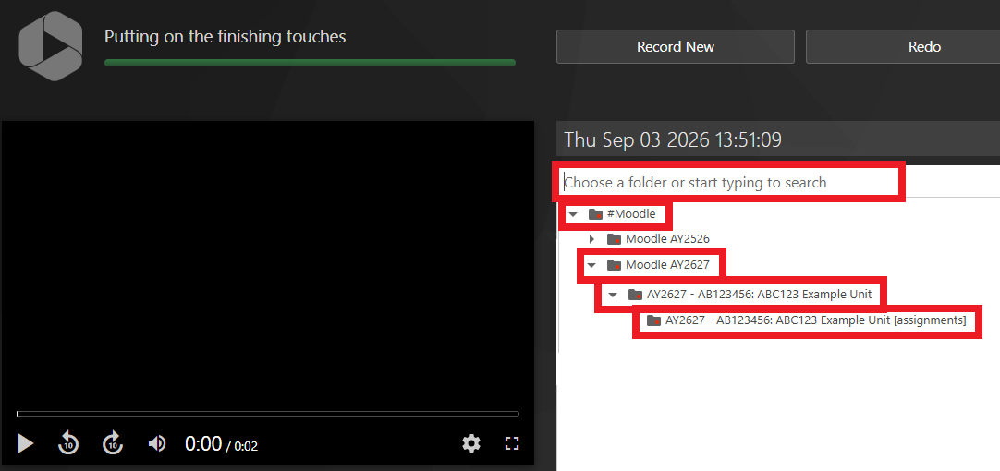 Putting on the finishing touches
Record New
Redo
Thu Sep 03 2026 13:51:09
Choose a folder or start typing to search
#Moodle
Moodle AY2526
Moodle AY2627
AY2627 - AB123456: ABC123 Example Unit
AY2627 - AB123456: ABC123 Example Unit [assignments]
10
10
0:00 / 0:02